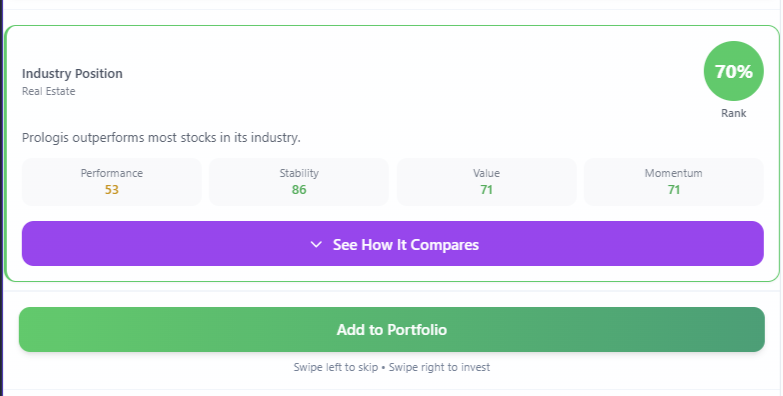 Industry Position
Real Estate
70%
Rank
Prologis outperforms most stocks in its industry.
Performance
53
Stability
86
Value
71
Momentum
71
See How It Compares
Add to Portfolio
Swipe left to skip • Swipe right to invest